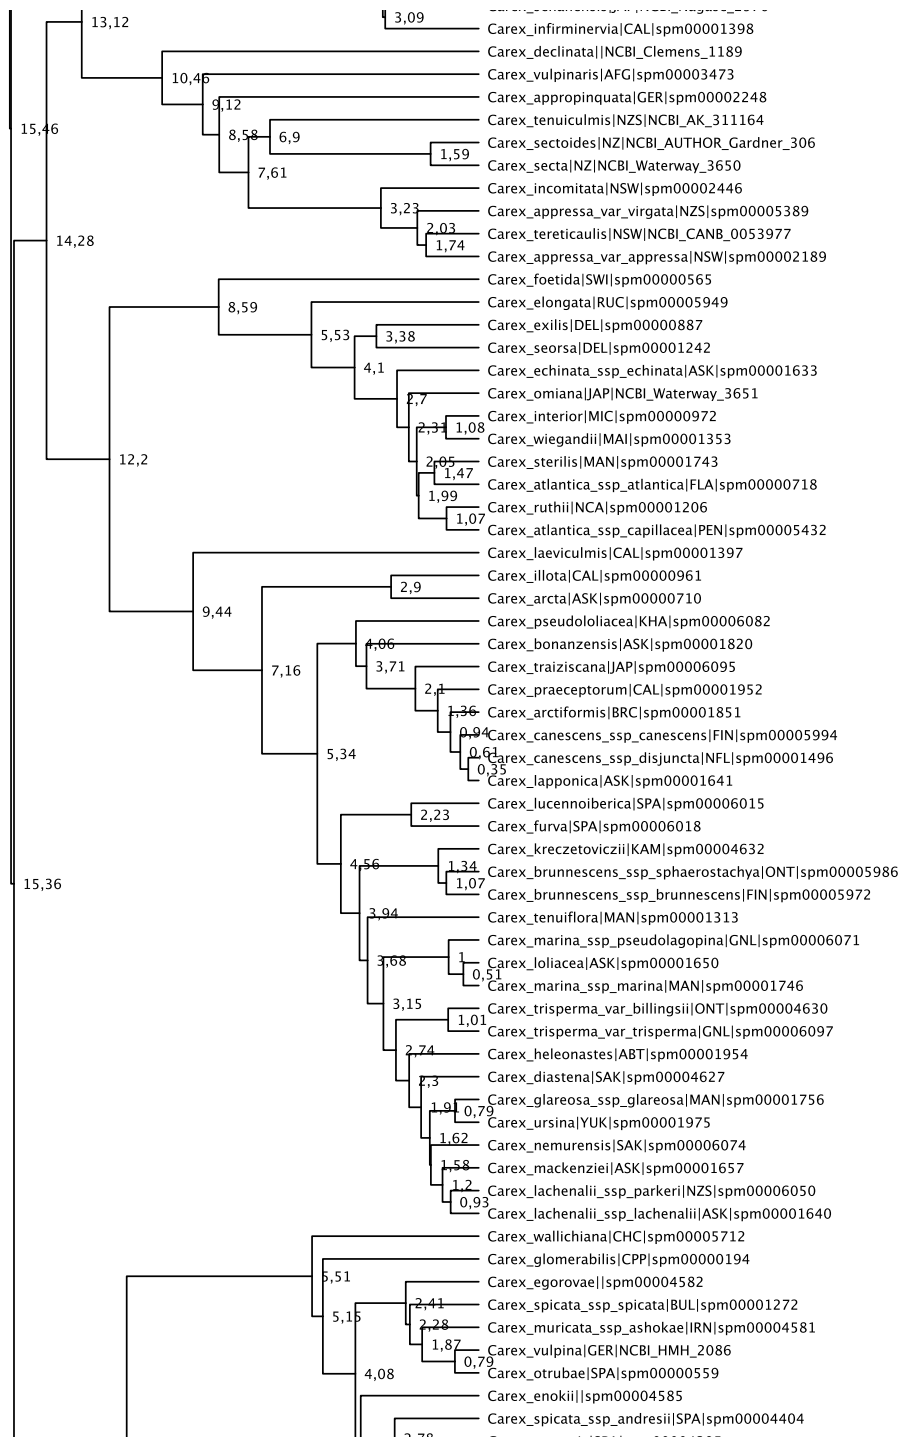 3,09
13,12
Carex_infirminervia|CAL|spm00001398
Carex_declinata||NCBI_Clemens_1189
10,46
Carex_vulpinaris|AFG|spm00003473
9,12
Carex_appropinquata|GER|spm00002248
15,46
8,58
6,9
Carex_tenuiculmis|NZS|NCBI_AK_311164
Carex_sectoides|NZ|NCBI_AUTHOR_Gardner_306
1,59
Carex_secta|NZ|NCBI_Waterway_3650
7,61
Carex_incomitata|NSW|spm00002446
3,23
Carex_appressa_var_virgata|NZS|spm00005389
2,03
Carex_tereticaulis|NSW|NCBI_CANB_0053977
14,28
1,74
Carex_appressa_var_appressa|NSW|spm00002189
Carex_foetida|SWI|spm00000565
8,59
Carex_elongata|RUC|spm00005949
Carex_exilis|DEL|spm00000887
5,53
3,38
Carex_seorsa|DEL|spm00001242
4,1
Carex_echinata_ssp_echinata|ASK|spm00001633
2,7
Carex_omiana|JAP|NCBI_Waterway_3651
Carex_interior|MIC|spm00000972
2,31
1,08
Carex_wiegandii|MAI|spm00001353
12,2
2,05
Carex_sterilis|MAN|spm00001743
1,47
Carex_atlantica_ssp_atlantica|FLA|spm00000718
1,99
Carex_ruthii|NCA|spm00001206
1,07
Carex_atlantica_ssp_capillacea|PEN|spm00005432
Carex_laeviculmis|CAL|spm00001397
Carex_illota|CAL|spm00000961
2,9
Carex_arcta|ASK|spm00000710
9,44
Carex_pseudololiacea|KHA|spm00006082
4,06
Carex_bonanzensis|ASK|spm00001820
7,16
3,71
Carex_traiziscana|JAP|spm00006095
2,1
Carex_praeceptorum|CAL|spm00001952
1,36
Carex_arctiformis|BRC|spm00001851
0,94
Carex_canescens_ssp_canescens|FIN|spm00005994
5,34
0,61
Carex_canescens_ssp_disjuncta|NFL|spm00001496
0,35
Carex_lapponica|ASK|spm00001641
Carex_lucennoiberica|SPA|spm00006015
2,23
Carex_furva|SPA|spm00006018
Carex_kreczetoviczii|KAM|spm00004632
4,56
1,34
Carex_brunnescens_ssp_sphaerostachya|ONT|spm00005986
15,36
1,07
Carex_brunnescens_ssp_brunnescens|FIN|spm00005972
3,94
Carex_tenuiflora|MAN|spm00001313
Carex_marina_ssp_pseudolagopina|GNL|spm00006071
3,68
1
Carex_loliacea|ASK|spm00001650
0,51
Carex_marina_ssp_marina|MAN|spm00001746
3,15
Carex_trisperma_var_billingsii|ONT|spm00004630
1,01
Carex_trisperma_var_trisperma|GNL|spm00006097
2,74
Carex_heleonastes|ABT|spm00001954
2,3
Carex_diastena|SAK|spm00004627
Carex_glareosa_ssp_glareosa|MAN|spm00001756
1,91
0,79
Carex_ursina|YUK|spm00001975
1,62
Carex_nemurensis|SAK|spm00006074
1,58
Carex_mackenziei|ASK|spm00001657
1,2
Carex_lachenalii_ssp_parkeri|NZS|spm00006050
0,93
Carex_lachenalii_ssp_lachenalii|ASK|spm00001640
Carex_wallichiana|CHC|spm00005712
Carex_glomerabilis|CPP|spm00000194
5,51
Carex_egorovae||spm00004582
2,41
Carex_spicata_ssp_spicata|BUL|spm00001272
5,15
2,28
Carex_muricata_ssp_ashokae|IRN|spm00004581
1,87
Carex_vulpina|GER|NCBI_HMH_2086
0,79
Carex_otrubae|SPA|spm00000559
4,08
Carex_enokii||spm00004585
Carex_spicata_ssp_andresii|SPA|spm00004404